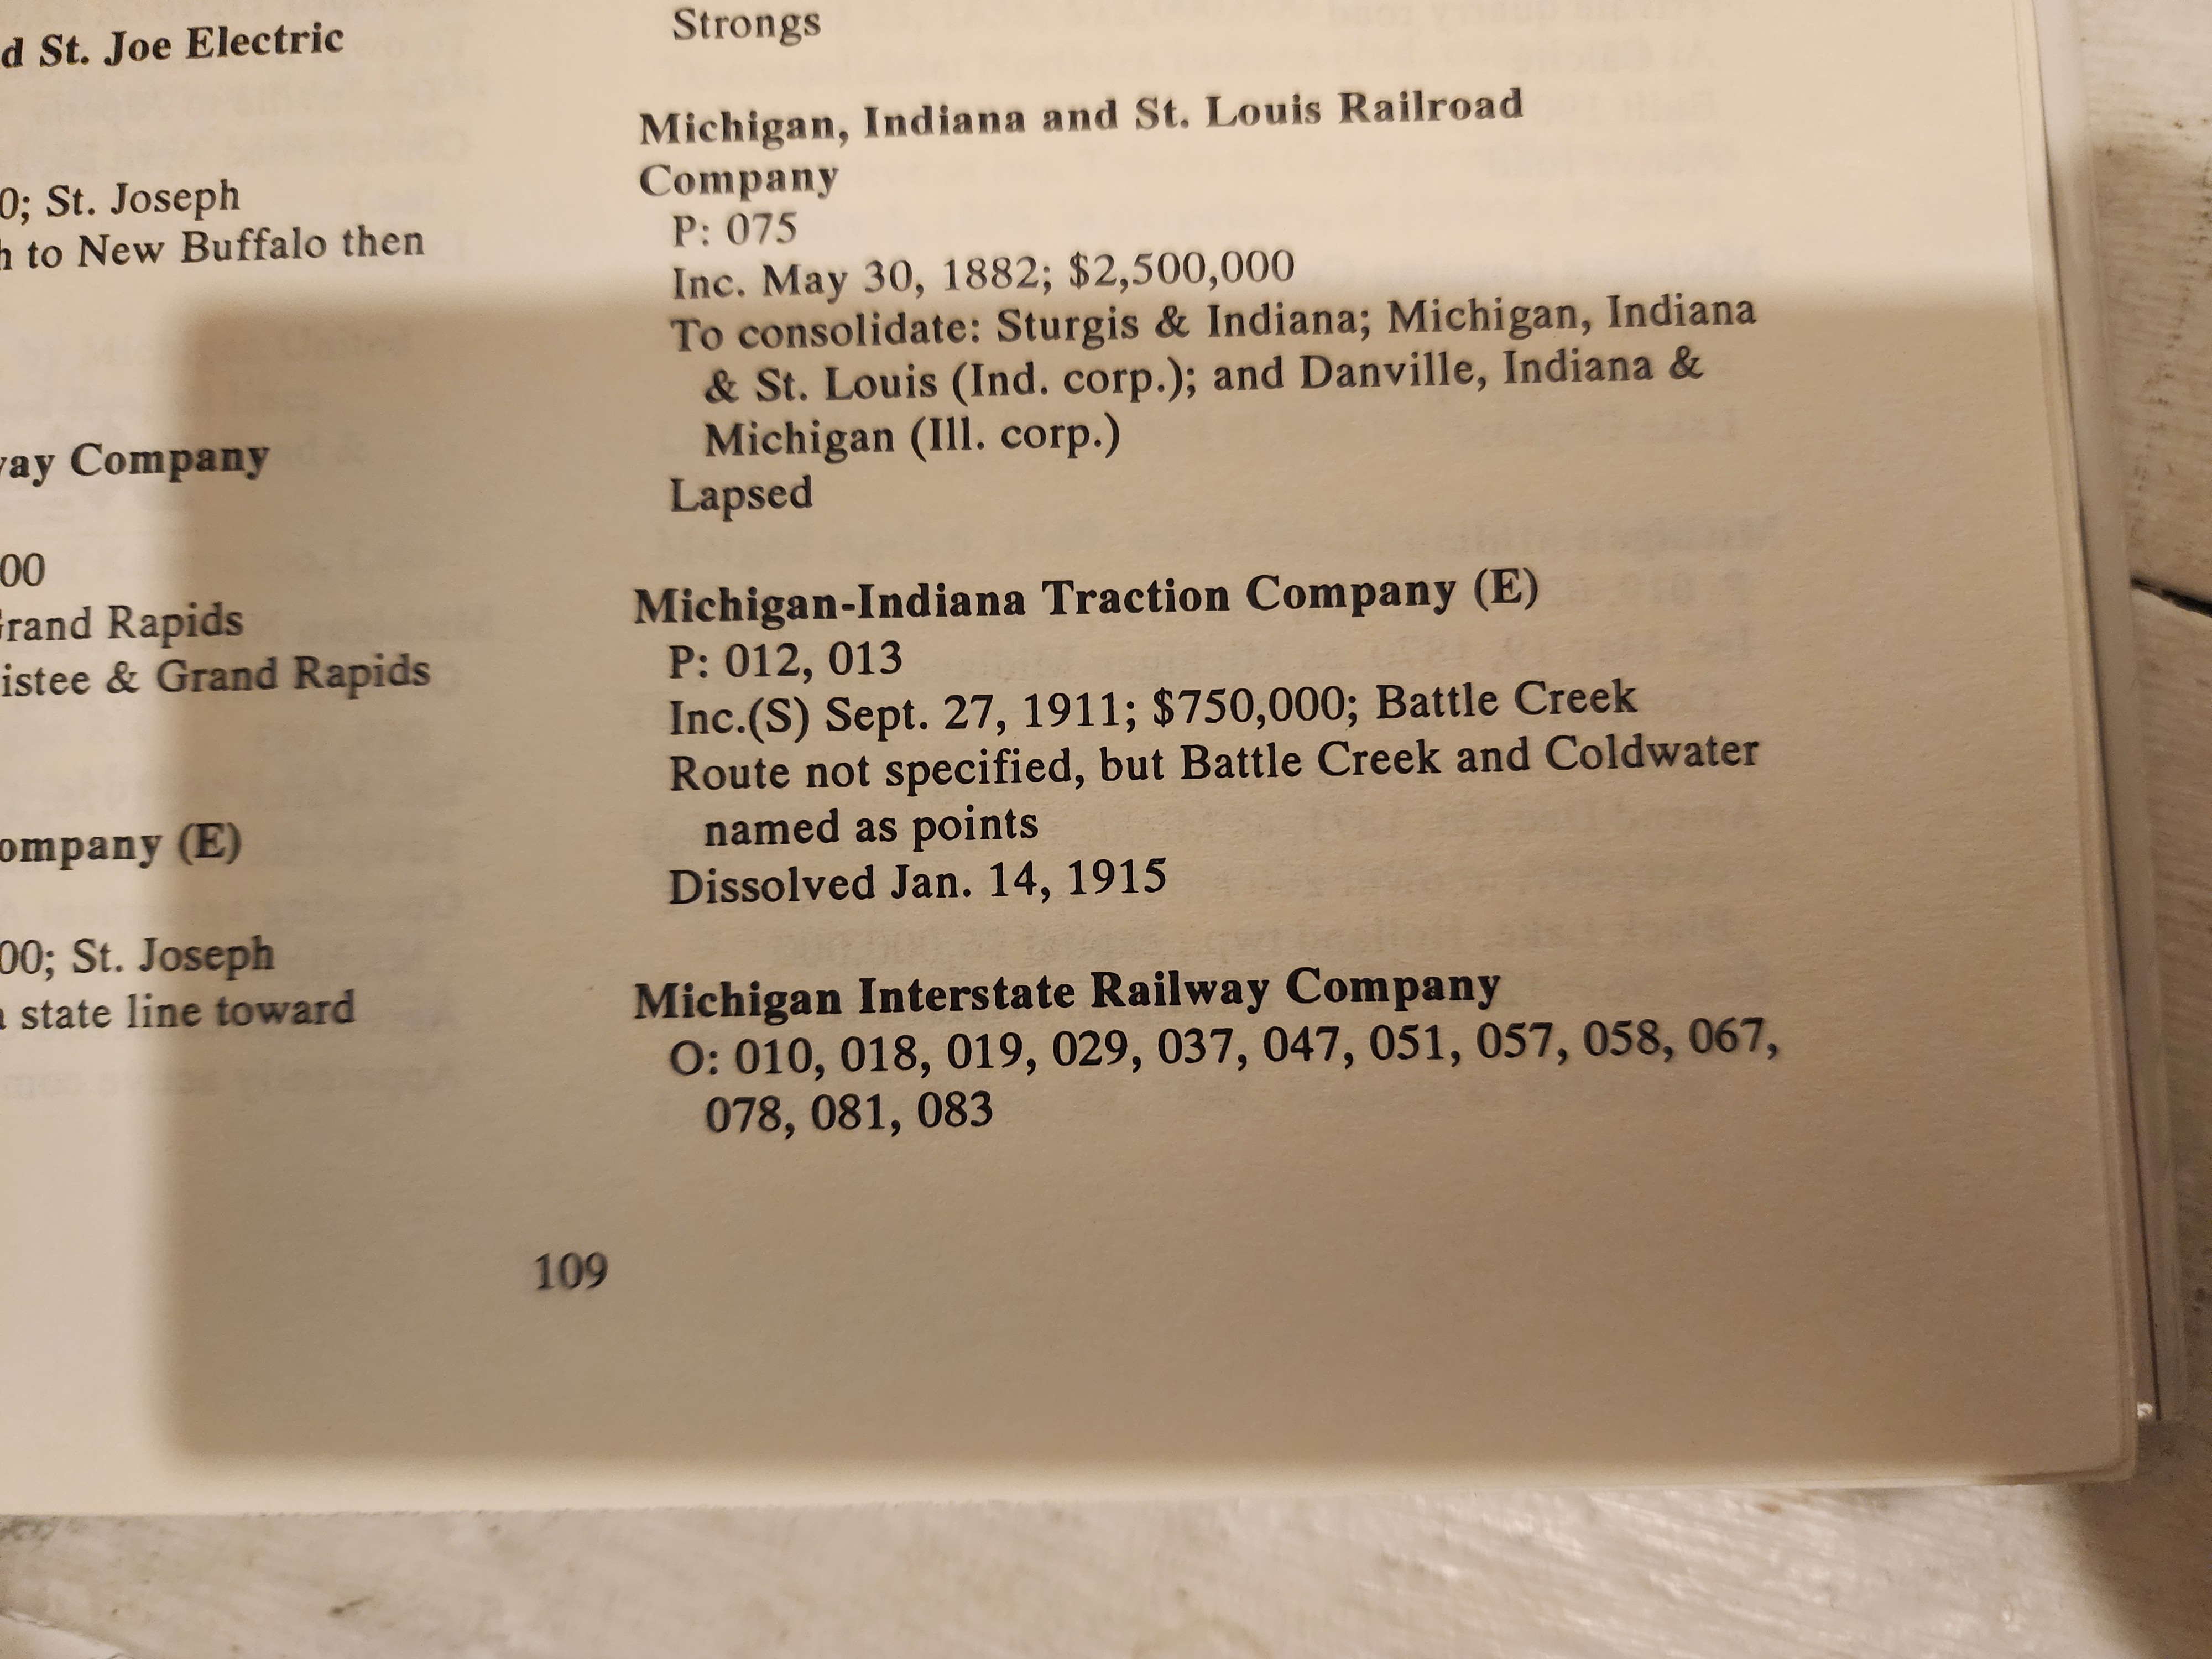 d St. Joe Electric
0; St. Joseph
h to New Buffalo then
way Company
00
Grand Rapids
istee & Grand Rapids
ompany (E)
00; St. Joseph
state line toward
Strongs
Michigan, Indiana and St. Louis Railroad
Company
P: 075
Inc. May 30, 1882; $2,500,000
To consolidate: Sturgis & Indiana; Michigan, Indiana
& St. Louis (Ind. corp.); and Danville, Indiana &
Michigan (Ill. corp.)
Lapsed
Michigan-Indiana Traction Company (E)
P: 012, 013
Inc.(S) Sept. 27, 1911; $750,000; Battle Creek
Route not specified, but Battle Creek and Coldwater
named as points
Dissolved Jan. 14, 1915
Michigan Interstate Railway Company
O: 010, 018, 019, 029, 037, 047, 051, 057, 058, 067,
078, 081, 083
109